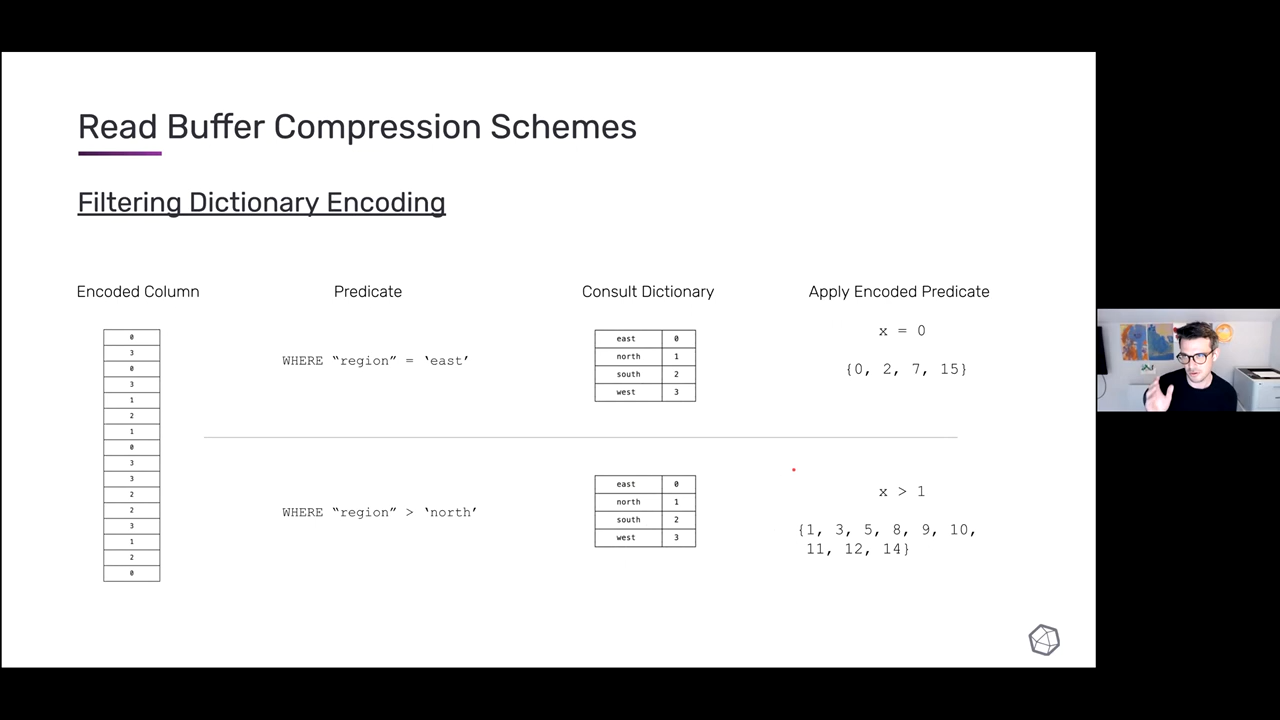 Read Buffer Compression Schemes
Filtering Dictionary Encoding
Encoded Column
Predicate
Consult Dictionary
Apply Encoded Predicate
0
3
0
3
1
2
1
0
3
3
2
2
3
1
2
0
WHERE “region” = ‘east’
east 0
north 1
south 2
west 3
x = 0
{0, 2, 7, 15}
WHERE “region” > ‘north’
east 0
north 1
south 2
west 3
x > 1
{1, 3, 5, 8, 9, 10,
11, 12, 14}